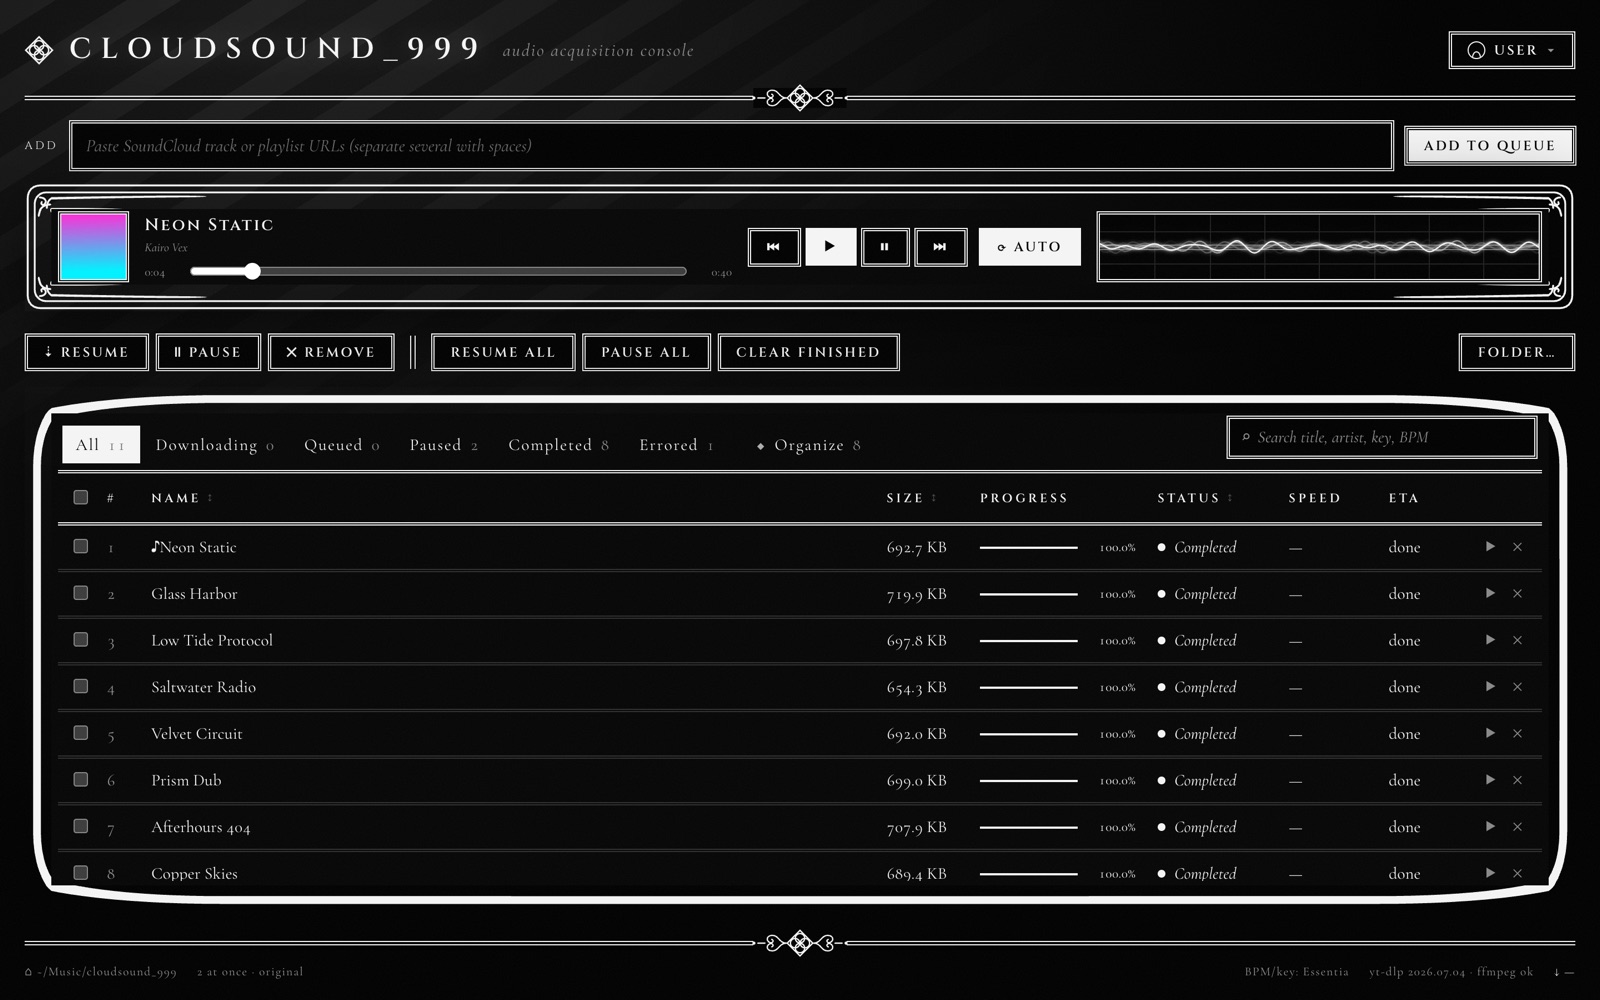 CLOUDSOUND_999 audio acquisition console USER
ADD Paste SoundCloud track or playlist URLs (separate several with spaces) ADD TO QUEUE
Neon Static
Kairo Vex
0:04 0:40
AUTO
RESUME PAUSE REMOVE RESUME ALL PAUSE ALL CLEAR FINISHED FOLDER…
All 11 Downloading 0 Queued 0 Paused 2 Completed 8 Errored 1 ◆ Organize 8 Search title, artist, key, BPM
# NAME ↕ SIZE ↕ PROGRESS STATUS ↕ SPEED ETA
1 ♪Neon Static 692.7 KB 100.0% Completed — done
2 Glass Harbor 719.9 KB 100.0% Completed — done
3 Low Tide Protocol 697.8 KB 100.0% Completed — done
4 Saltwater Radio 654.3 KB 100.0% Completed — done
5 Velvet Circuit 692.0 KB 100.0% Completed — done
6 Prism Dub 699.0 KB 100.0% Completed — done
7 Afterhours 404 707.9 KB 100.0% Completed — done
8 Copper Skies 689.4 KB 100.0% Completed — done
~/Music/cloudsound_999 2 at once · original BPM/key: Essentia yt-dlp 2026.07.04 · ffmpeg ok ↓ —